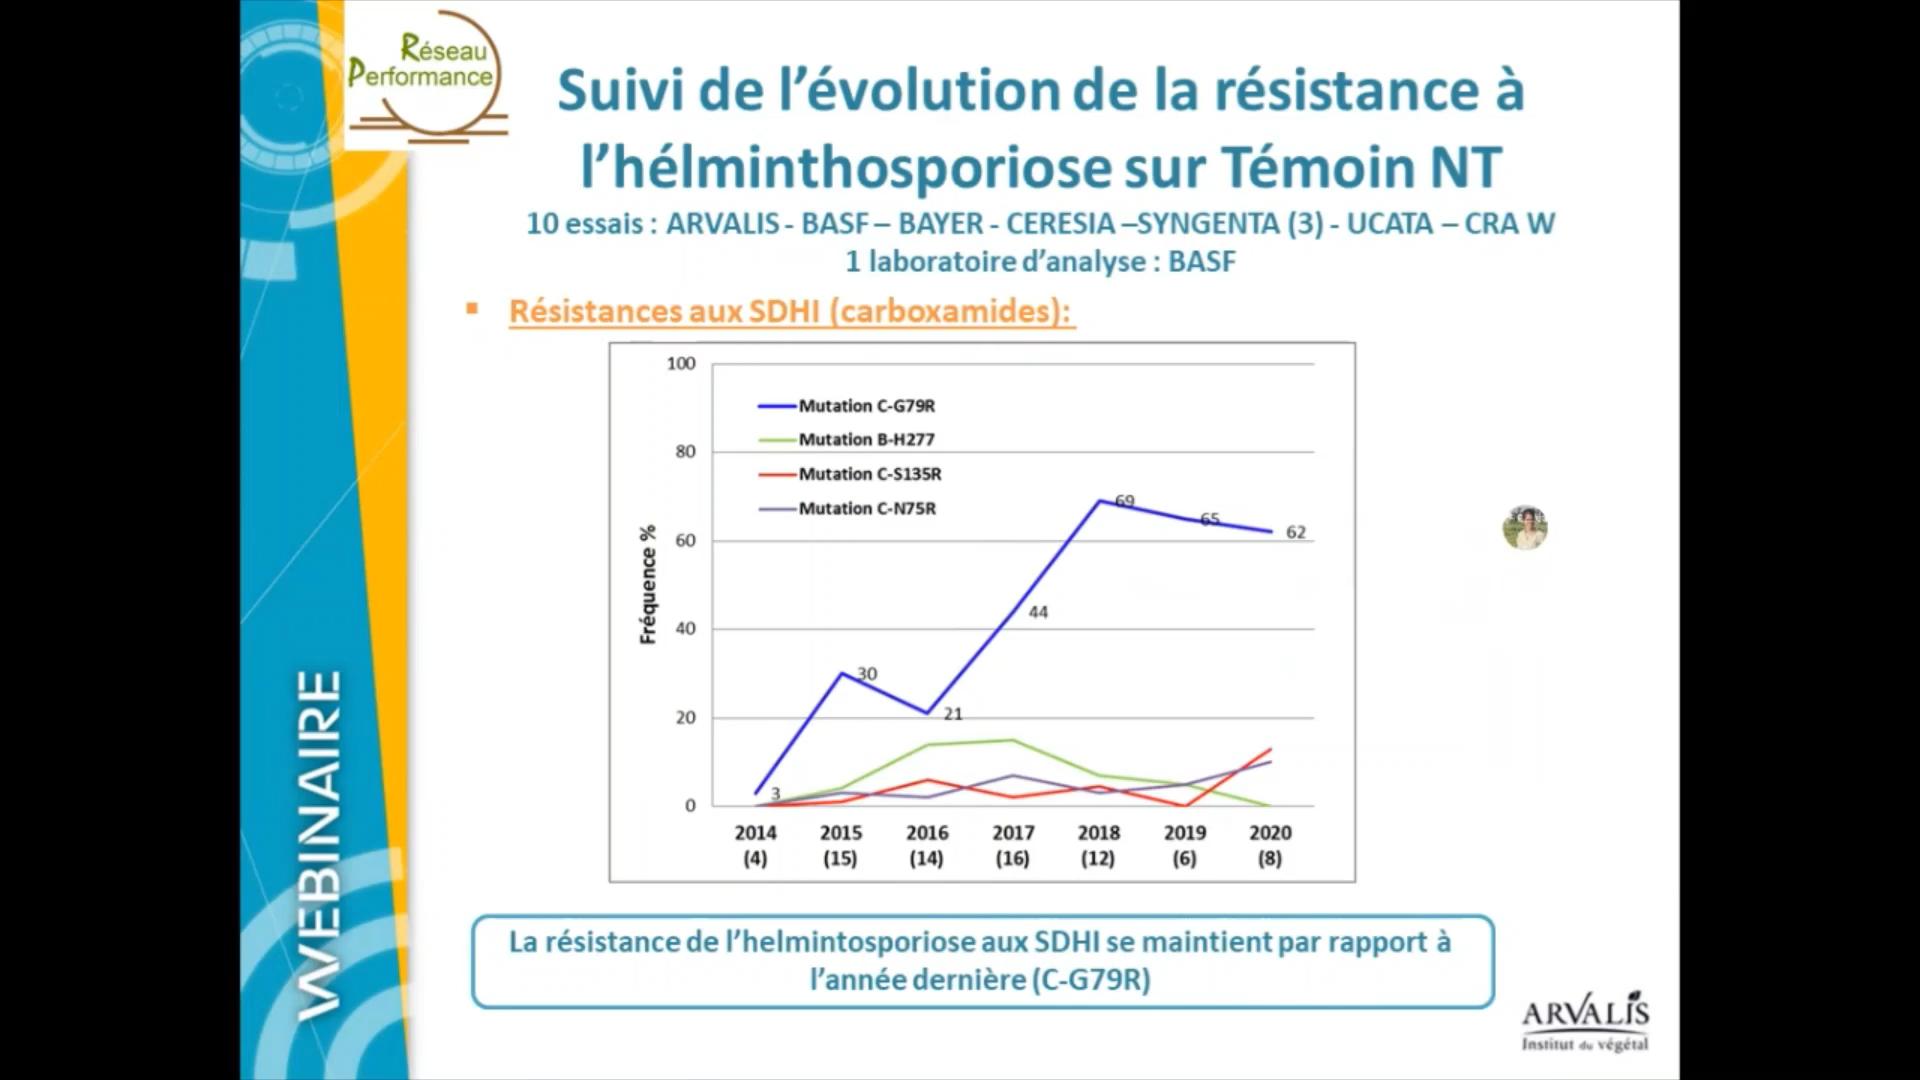 Réseau
Performance
Suivi de l’évolution de la résistance à
l’hélminthosporiose sur Témoin NT
10 essais : ARVALIS - BASF – BAYER - CERESIA –SYNGENTA (3) - UCATA – CRA W
1 laboratoire d’analyse : BASF
▪ Résistances aux SDHI (carboxamides):
100
80
60
40
20
0
Fréquence %
Mutation C-G79R
Mutation B-H277
Mutation C-S135R
Mutation C-N75R
3
30
21
44
69
65
62
2014 2015 2016 2017 2018 2019 2020
(4) (15) (14) (16) (12) (6) (8)
La résistance de l’helmintosporiose aux SDHI se maintient par rapport à
l’année dernière (C-G79R)
WEBINAIRE
ARVALIS
Institut du végétal